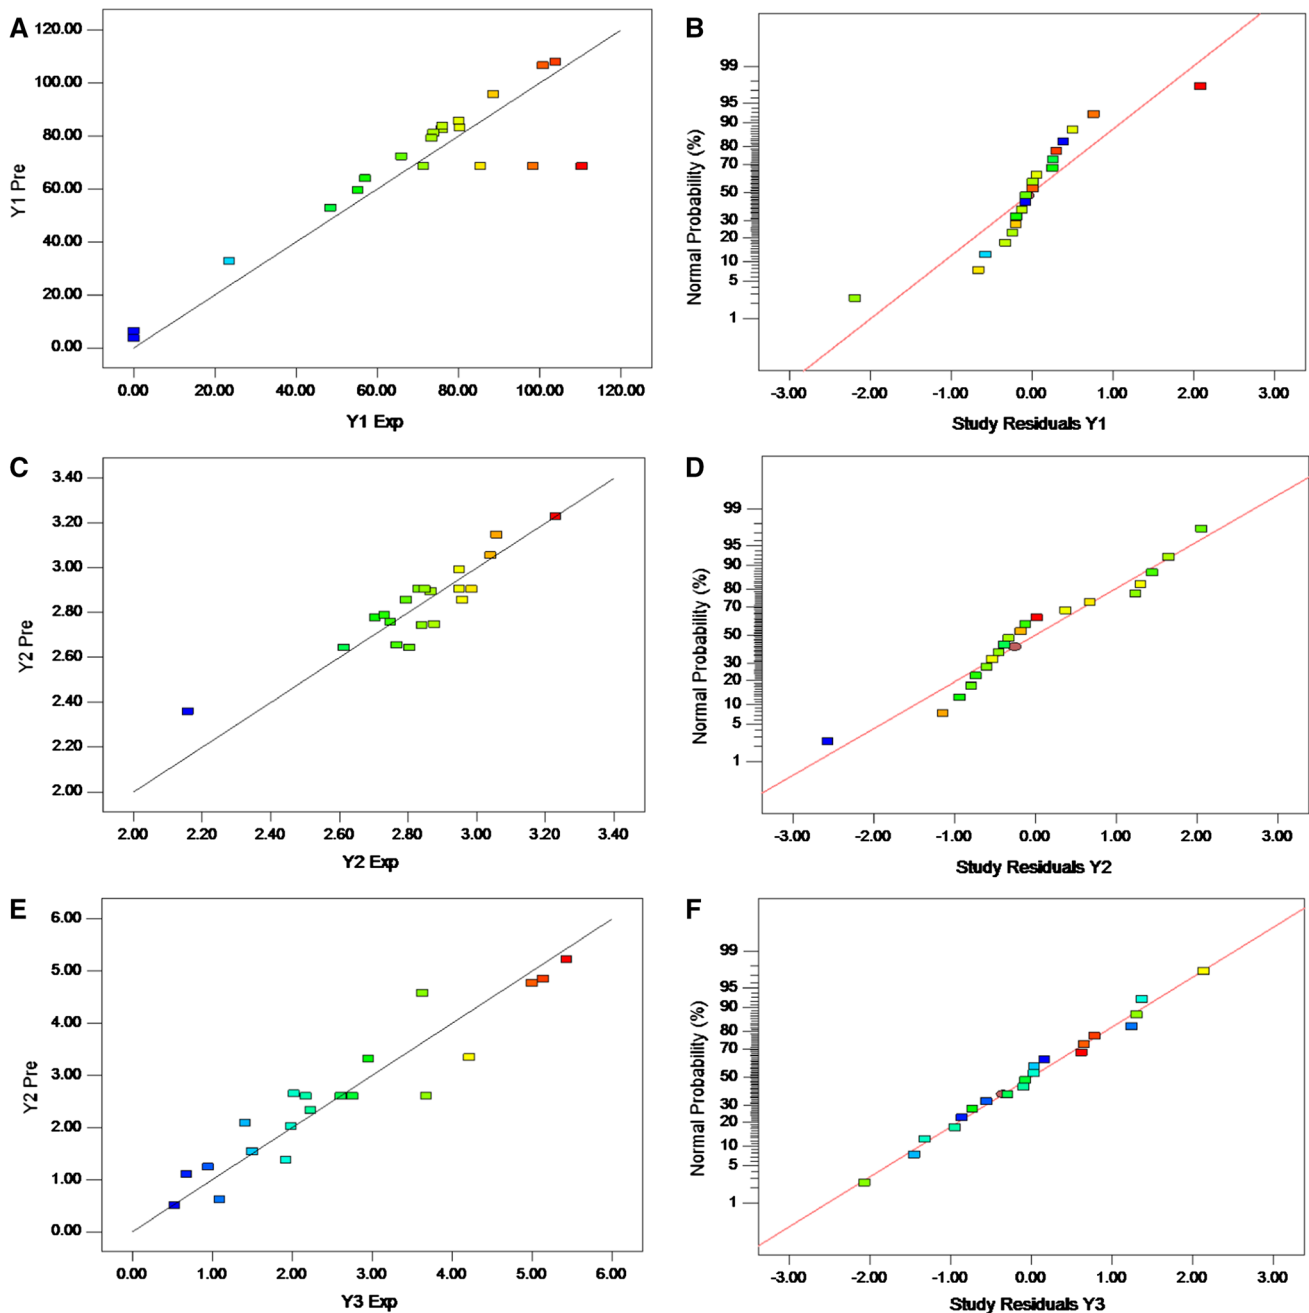 A
120.00
100.00
80.00
60.00
40.00
20.00
0.00
Y1 Pre
0.00 20.00 40.00 60.00 80.00 100.00 120.00
Y1 Exp
B
99
95
90
80
70
50
30
20
10
5
1
Normal Probability (%)
-3.00 -2.00 -1.00 0.00 1.00 2.00 3.00
Study Residuals Y1
C
3.40
3.20
3.00
2.80
2.60
2.40
2.20
2.00
Y2 Pre
2.00 2.20 2.40 2.60 2.80 3.00 3.20 3.40
Y2 Exp
D
99
95
90
80
70
50
30
20
10
5
1
Normal Probability (%)
-3.00 -2.00 -1.00 0.00 1.00 2.00 3.00
Study Residuals Y2
E
6.00
5.00
4.00
3.00
2.00
1.00
0.00
Y2 Pre
0.00 1.00 2.00 3.00 4.00 5.00 6.00
Y3 Exp
F
99
95
90
80
70
50
30
20
10
5
1
Normal Probability (%)
-3.00 -2.00 -1.00 0.00 1.00 2.00 3.00
Study Residuals Y3